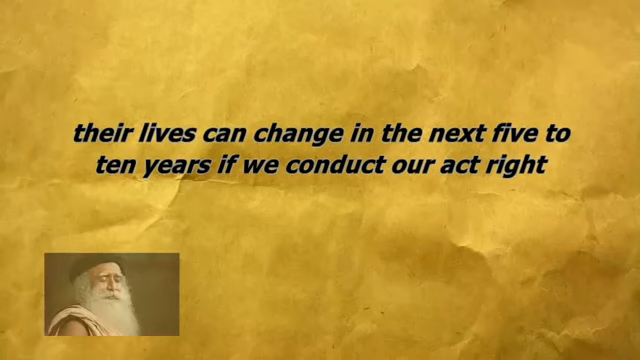 their lives can change in the next five to
ten years if we conduct our act right